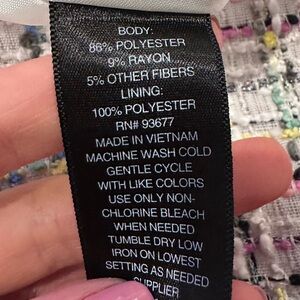 BODY:
86% POLYESTER
9% RAYON
5% OTHER FIBERS
LINING:
100% POLYESTER
RN# 93677
MADE IN VIETNAM
MACHINE WASH COLD
GENTLE CYCLE
WITH LIKE COLORS
USE ONLY NON-
CHLORINE BLEACH
WHEN NEEDED
TUMBLE DRY LOW
IRON ON LOWEST
SETTING AS NEEDED
SUPPLIER